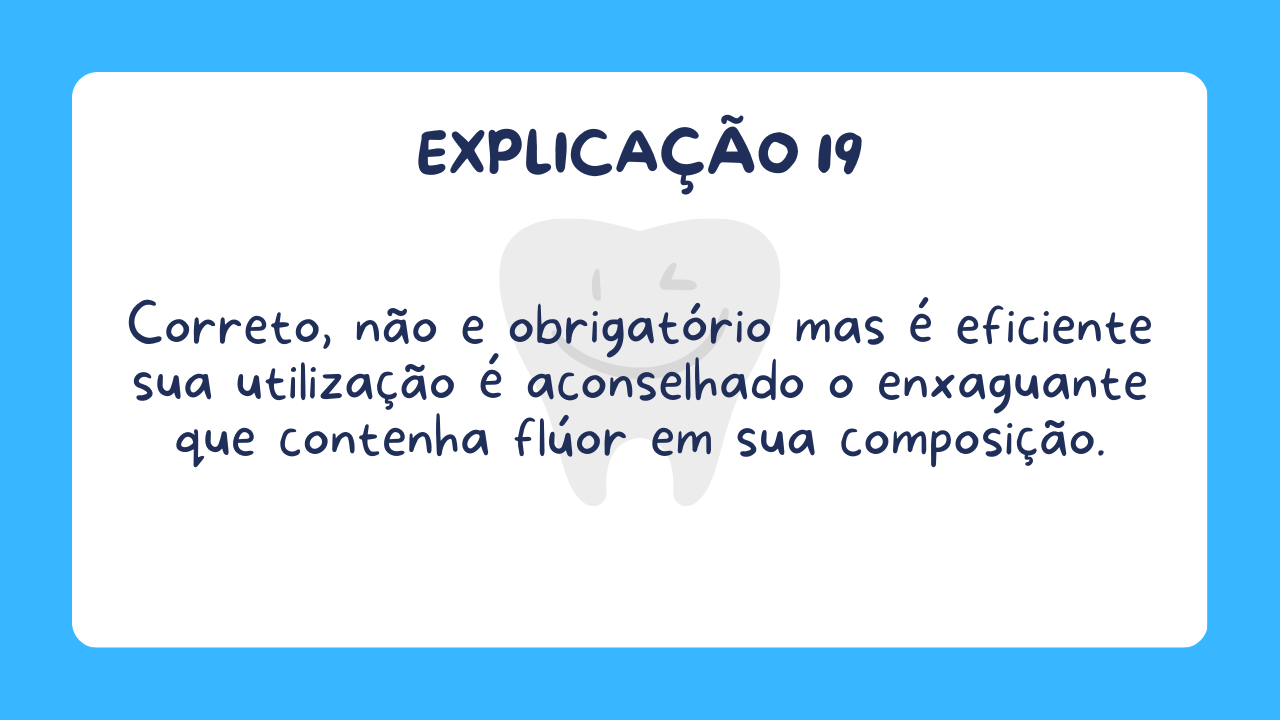 EXPLICAÇÃO 19
Correto, não e obrigatório mas é eficiente
sua utilização é aconselhado o enxaguante
que contenha flúor em sua composição.